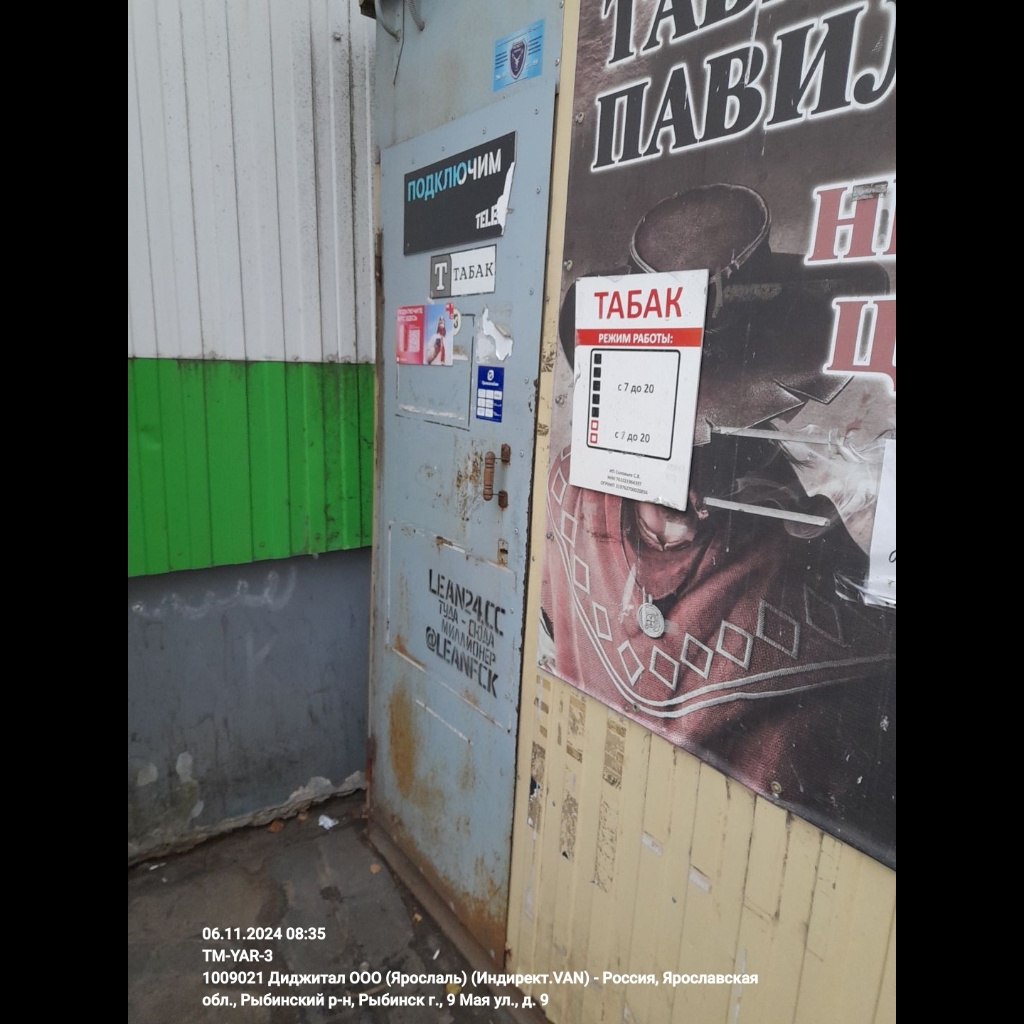 ПАВИЛ
ПОДКЛЮЧИМ
TELE
Т ТАБАК
ТАБАК
РЕЖИМ РАБОТЫ:
с 7 до 20
с 7 до 20
LEAN24.CC
ТУДА - СЮДА
МИЛЛИОНЕР
@LEANFCK
06.11.2024 08:35
TM-YAR-3
1009021 Диджитал ООО (Ярослаль) (Индирект.VAN) - Россия, Ярославская
обл., Рыбинский р-н, Рыбинск г., 9 Мая ул., д. 9